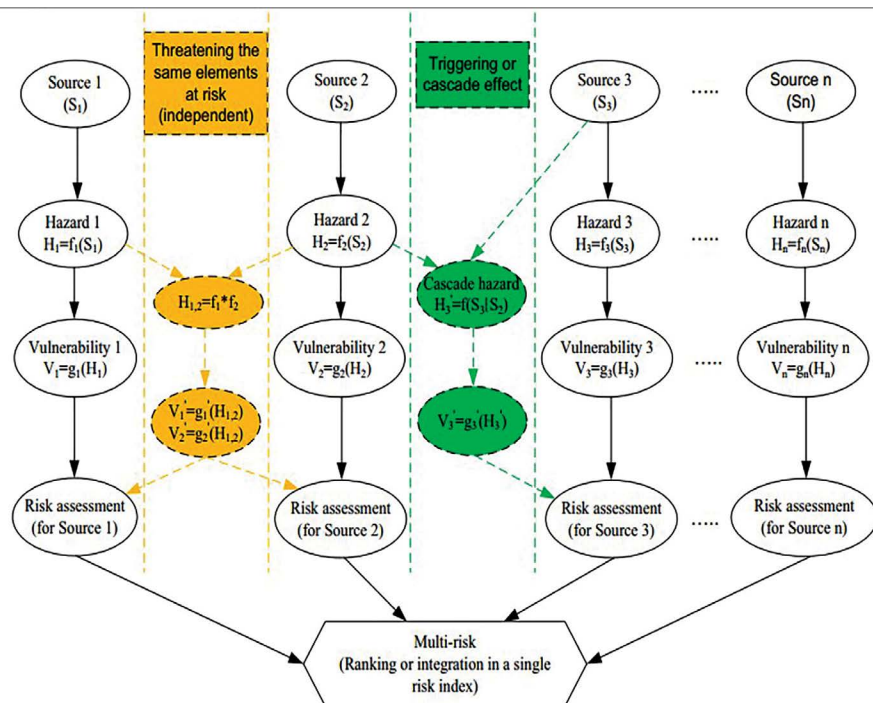 Source 1
(S₁)
Threatening the
same elements
at risk
(independent)
Source 2
(S₂)
Triggering or
cascade effect
Source 3
(S₃)
.....
Source n
(Sn)
Hazard 1
H₁=f₁(S₁)
Hazard 2
H₂=f₂(S₂)
Hazard 3
H₃=f₃(S₃)
.....
Hazard n
Hₙ=fₙ(Sₙ)
H₁,₂=f₁*f₂
Cascade hazard
H₃'=f(S₃|S₂)
Vulnerability 1
V₁=g₁(H₁)
Vulnerability 2
V₂=g₂(H₂)
Vulnerability 3
V₃=g₃(H₃)
.....
Vulnerability n
Vₙ=gₙ(Hₙ)
V₁'=g₁'(H₁,₂)
V₂'=g₂'(H₁,₂)
V₃'=g₃'(H₃')
Risk assessment
(for Source 1)
Risk assessment
(for Source 2)
Risk assessment
(for Source 3)
.....
Risk assessment
(for Source n)
Multi-risk
(Ranking or integration in a single
risk index)